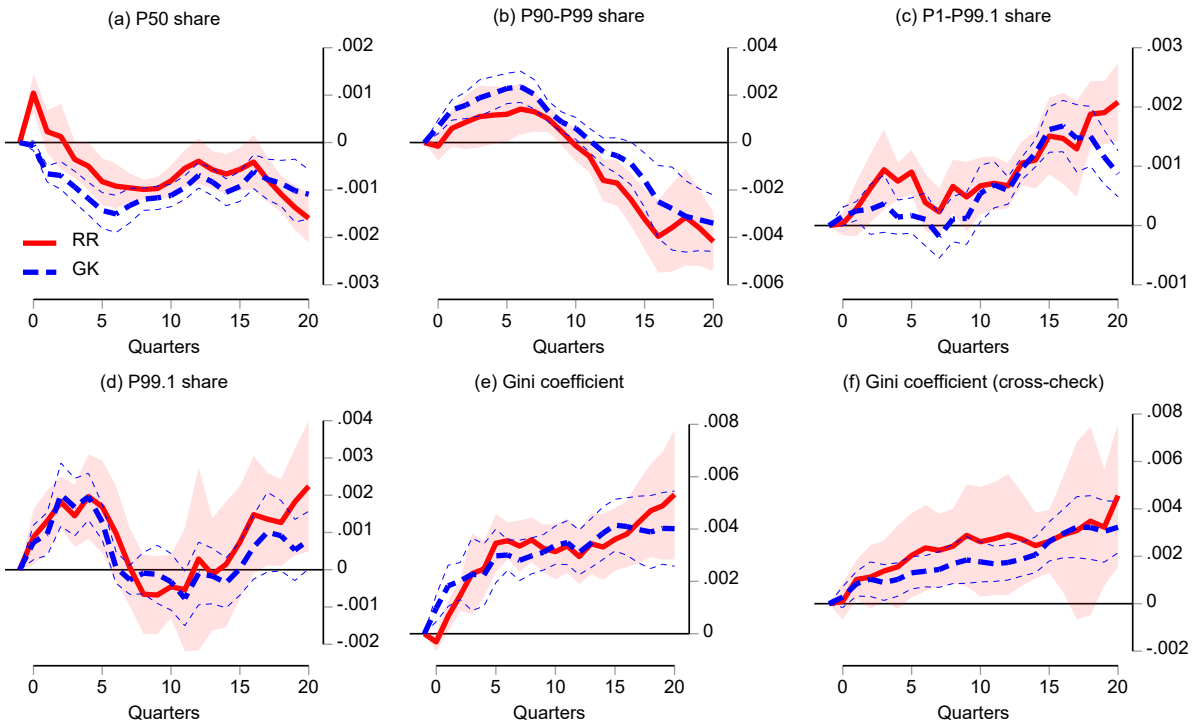 (a) P50 share
.002
.001
0
-.001
-.002
-.003
RR
GK
0 5 10 15 20
Quarters
(b) P90-P99 share
.004
.002
0
-.002
-.004
-.006
0 5 10 15 20
Quarters
(c) P1-P99.1 share
.003
.002
.001
0
-.001
0 5 10 15 20
Quarters
(d) P99.1 share
.004
.003
.002
.001
0
-.001
-.002
0 5 10 15 20
Quarters
(e) Gini coefficient
.008
.006
.004
.002
0
0 5 10 15 20
Quarters
(f) Gini coefficient (cross-check)
.008
.006
.004
.002
0
-.002
0 5 10 15 20
Quarters